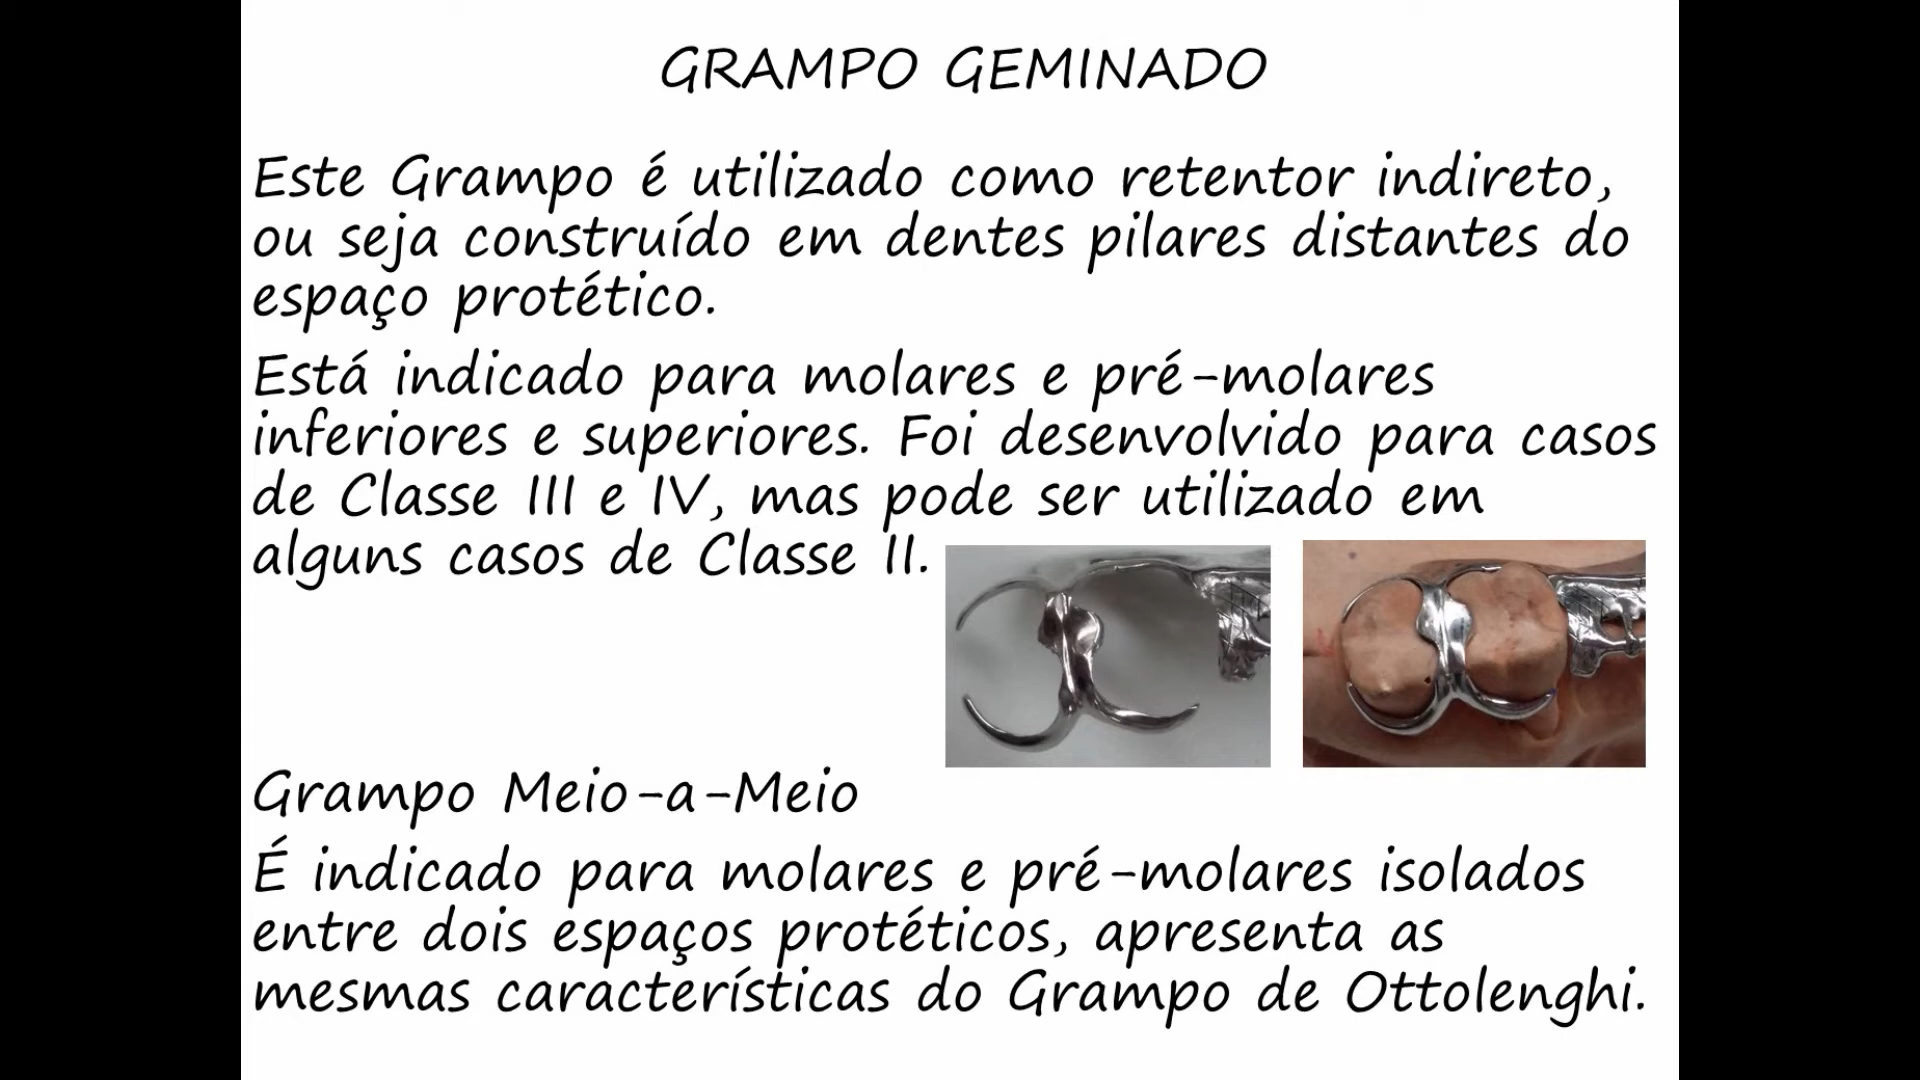 GRAMPO GEMINADO
Este Grampo é utilizado como retentor indireto,
ou seja construído em dentes pilares distantes do
espaço protético.
Está indicado para molares e pré-molares
inferiores e superiores. Foi desenvolvido para casos
de Classe III e IV, mas pode ser utilizado em
alguns casos de Classe II.
Grampo Meio-a-Meio
É indicado para molares e pré-molares isolados
entre dois espaços protéticos, apresenta as
mesmas características do Grampo de Ottolenghi.